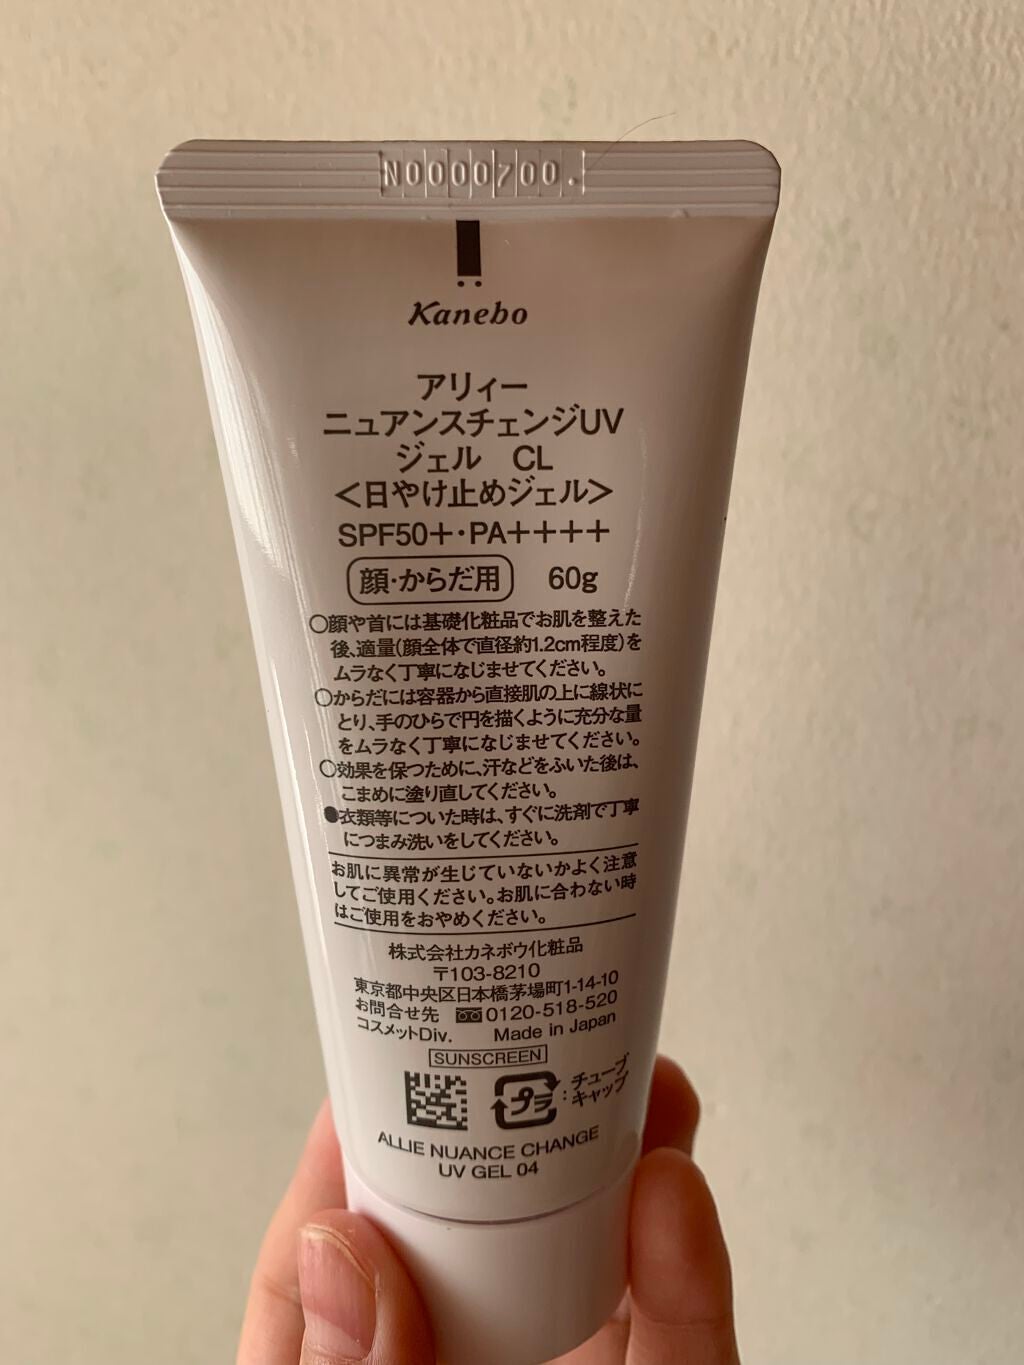 N0000700.
Kanebo
アリィー
ニュアンスチェンジUV
ジェル CL
<日やけ止めジェル>
SPF50+・PA++++
顔・からだ用 60g
○顔や首には基礎化粧品でお肌を整えた
後、適量(顔全体で直径約1.2cm程度)を
ムラなく丁寧になじませてください。
○からだには容器から直接肌の上に線状に
とり、手のひらで円を描くように充分な量
をムラなく丁寧になじませてください。
○効果を保つために、汗などをふいた後は、
こまめに塗り直してください。
●衣類等についた時は、すぐに洗剤で丁寧
につまみ洗いをしてください。
お肌に異常が生じていないかよく注意
してご使用ください。お肌に合わない時
はご使用をおやめください。
株式会社カネボウ化粧品
〒103-8210
東京都中央区日本橋茅場町1-14-10
お問合せ先 0120-518-520
コスメットDiv. Made in Japan
SUNSCREEN
プラ : チューブ
キャップ
ALLIE NUANCE CHANGE
UV GEL 04